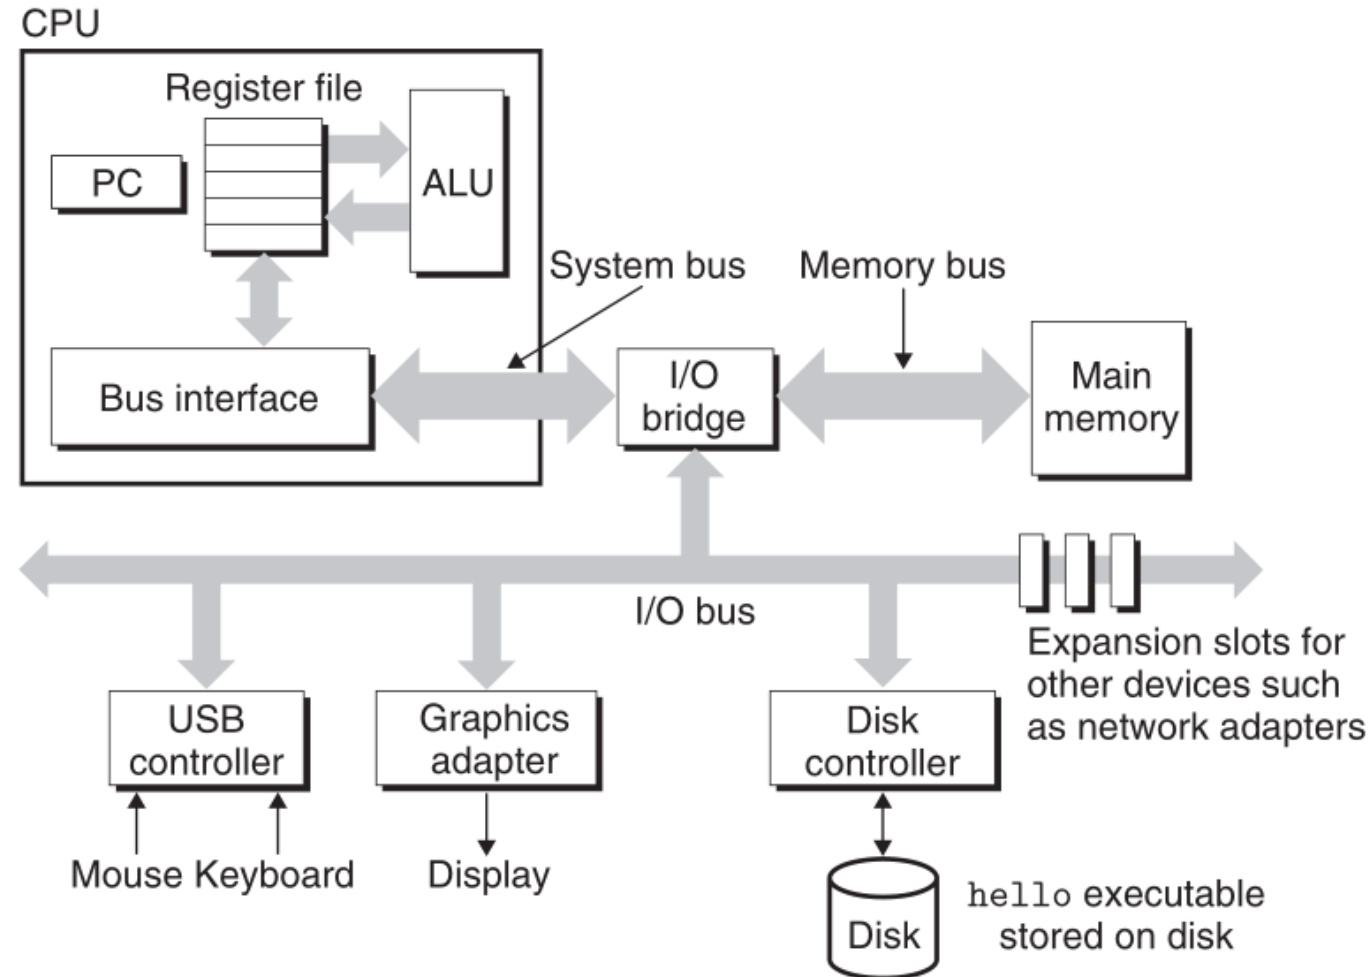 CPU
Register file
PC
ALU
System bus
Memory bus
Bus interface
I/O
bridge
Main
memory
I/O bus
Expansion slots for
other devices such
as network adapters
USB
controller
Graphics
adapter
Disk
controller
Mouse Keyboard
Display
Disk
hello executable
stored on disk